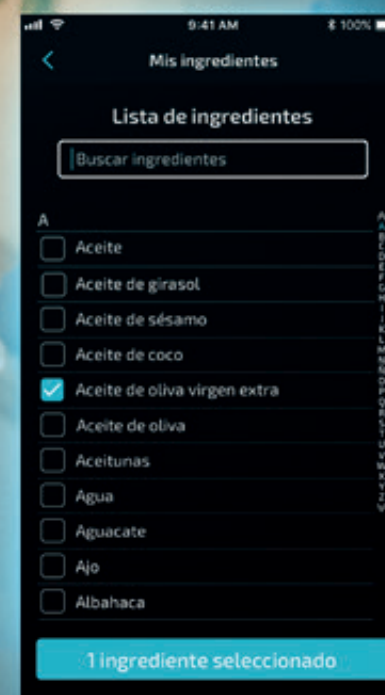 9:41 AM
100%
Mis ingredientes
Lista de ingredientes
Buscar ingredientes
A
Aceite
Aceite de girasol
Aceite de sésamo
Aceite de coco
Aceite de oliva virgen extra
Aceite de oliva
Aceitunas
Agua
Aguacate
Ajo
Albahaca
1 ingrediente seleccionado